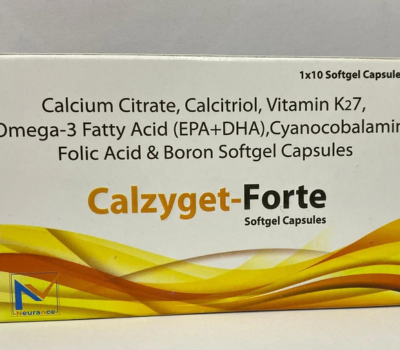 1x10 Softgel Capsule
Calcium Citrate, Calcitriol, Vitamin K27,
Omega-3 Fatty Acid (EPA+DHA),Cyanocobalamin
Folic Acid & Boron Softgel Capsules
Calzyget-Forte
Softgel Capsules
Neurance